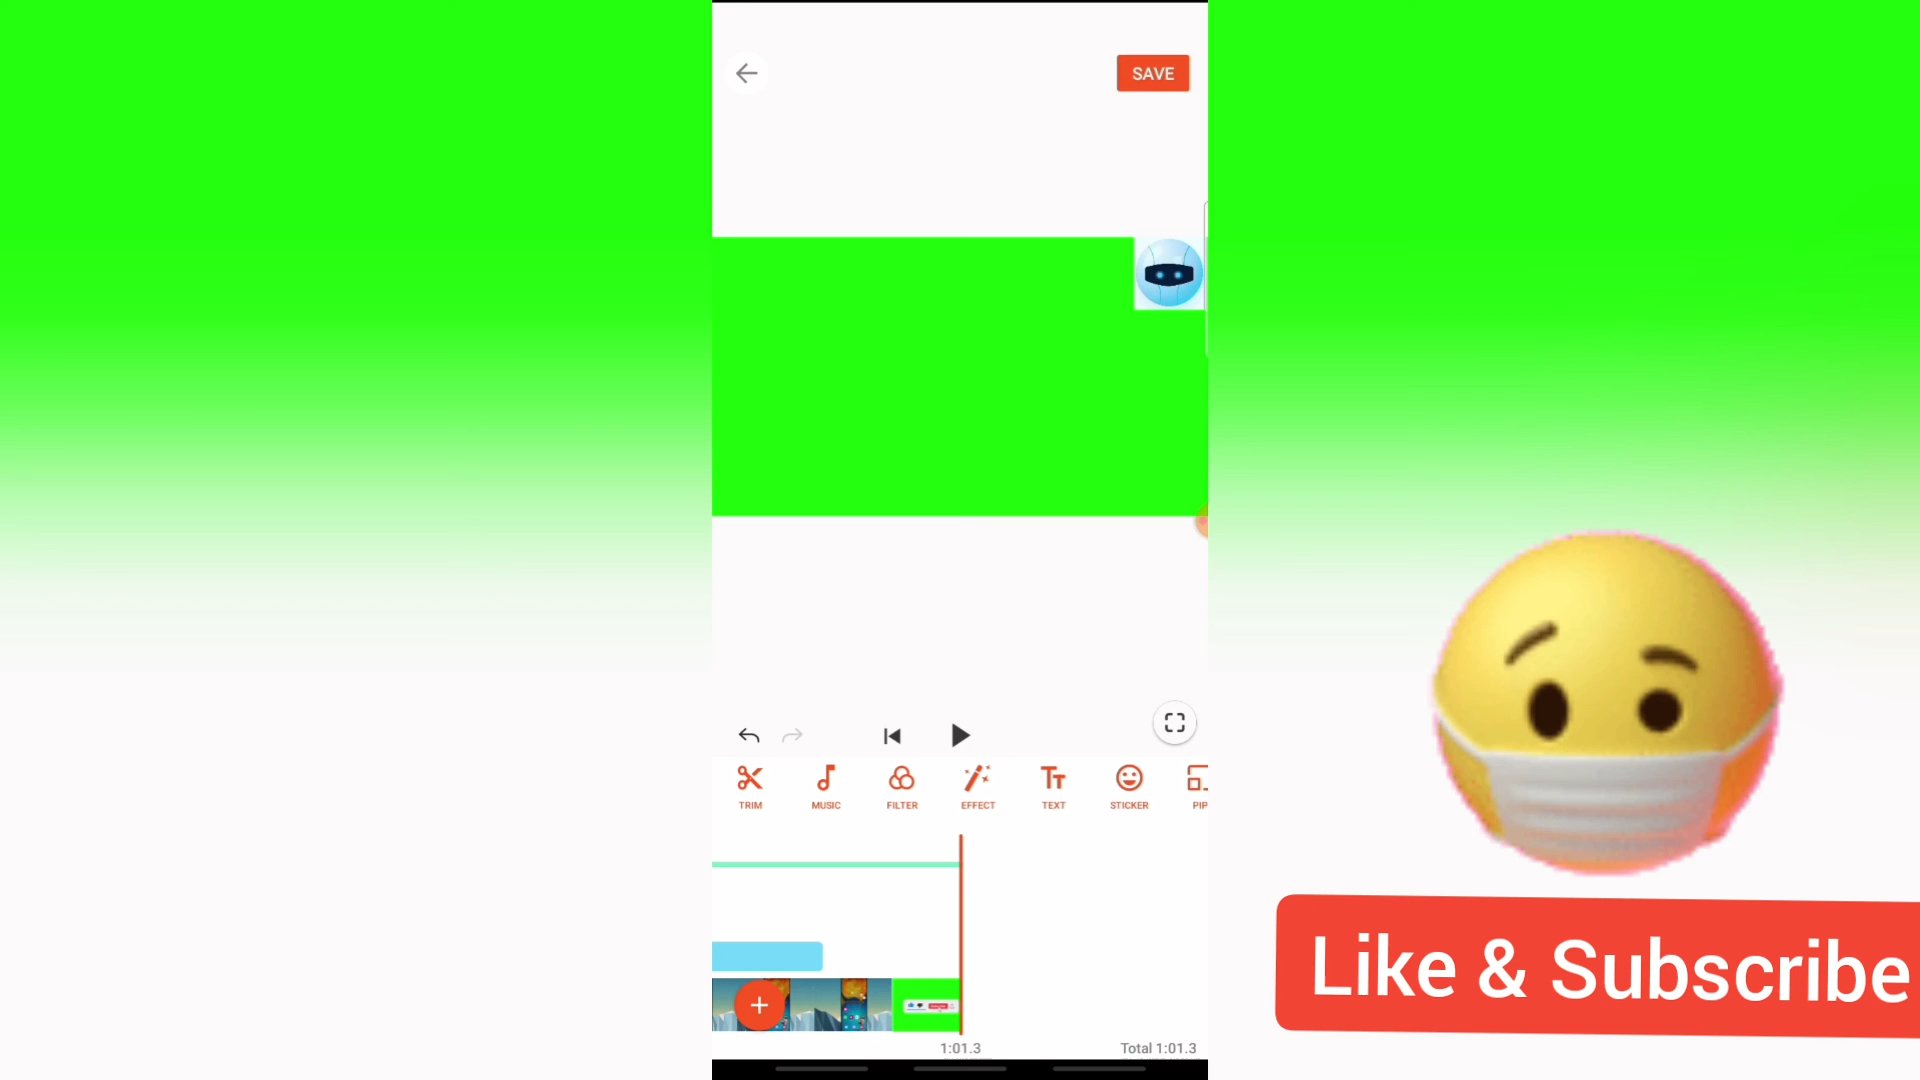 SAVE
TRIM
MUSIC
FILTER
EFFECT
TEXT
STICKER
PIP
1:01.3
Total 1:01.3
Like & Subscribe